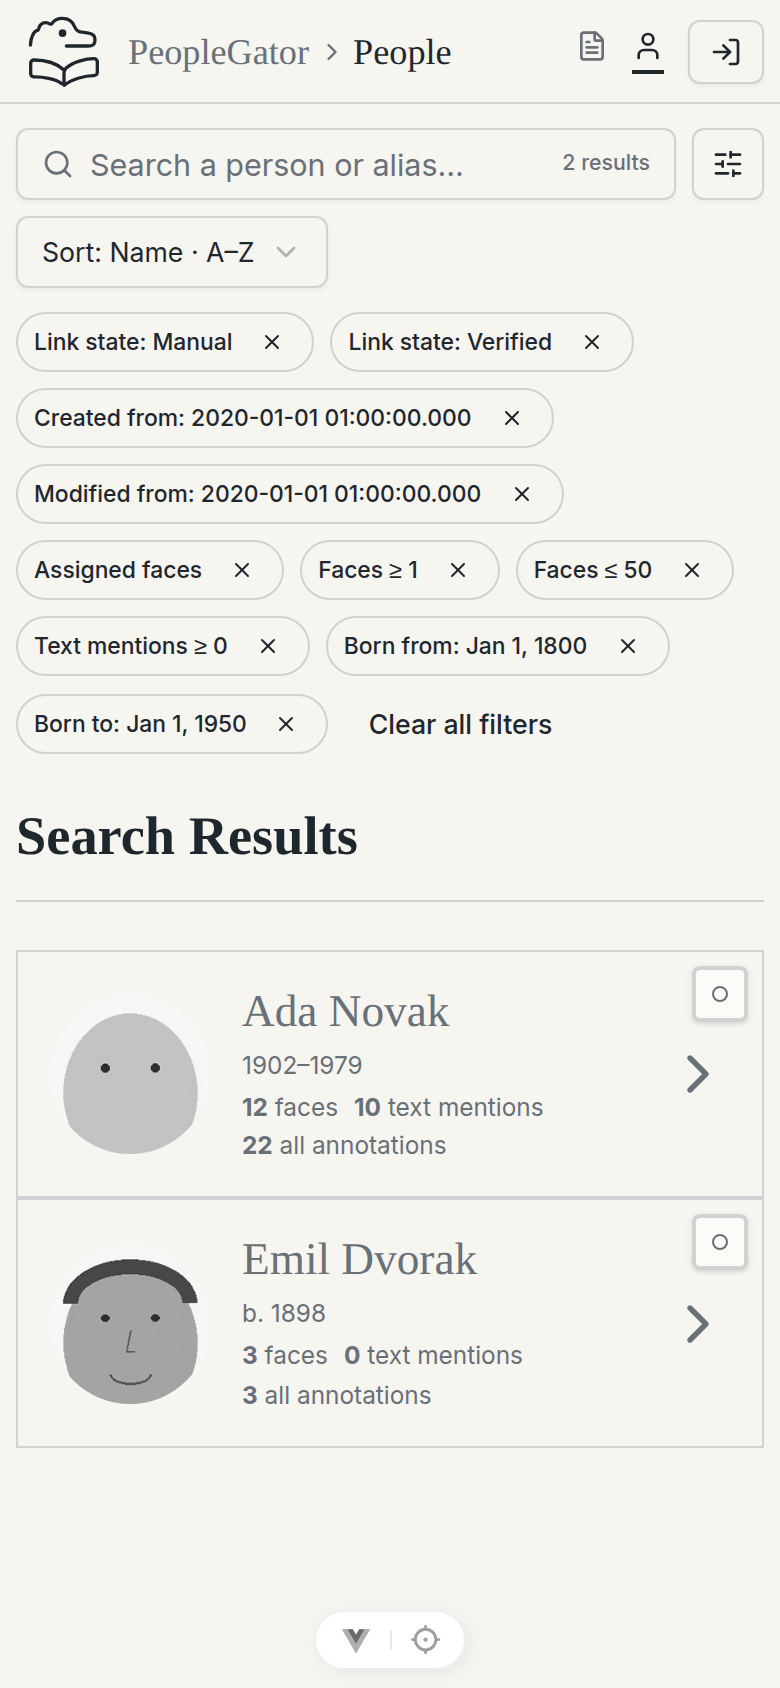 PeopleGator > People
Search a person or alias... 2 results
Sort: Name · A–Z
Link state: Manual Link state: Verified
Created from: 2020-01-01 01:00:00.000
Modified from: 2020-01-01 01:00:00.000
Assigned faces Faces ≥ 1 Faces ≤ 50
Text mentions ≥ 0 Born from: Jan 1, 1800
Born to: Jan 1, 1950 Clear all filters
Search Results
Ada Novak
1902–1979
12 faces 10 text mentions
22 all annotations
Emil Dvorak
b. 1898
3 faces 0 text mentions
3 all annotations